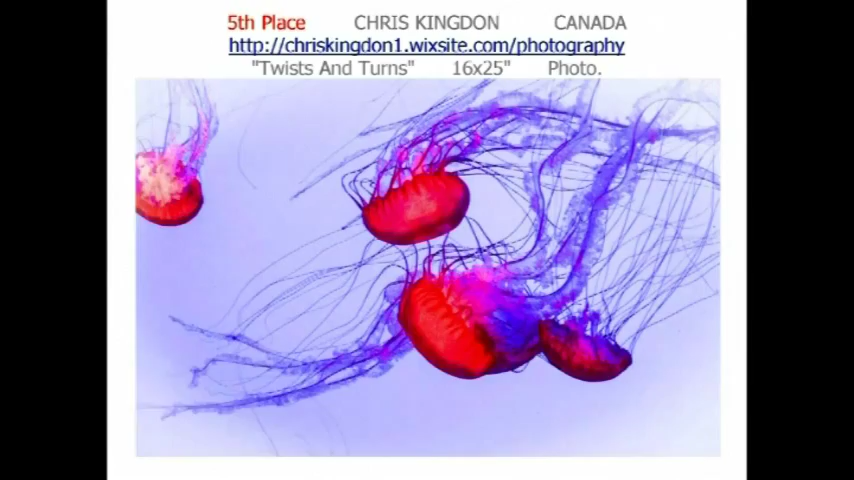 5th Place CHRIS KINGDON CANADA
http://chriskingdon1.wixsite.com/photography
"Twists And Turns" 16x25" Photo.